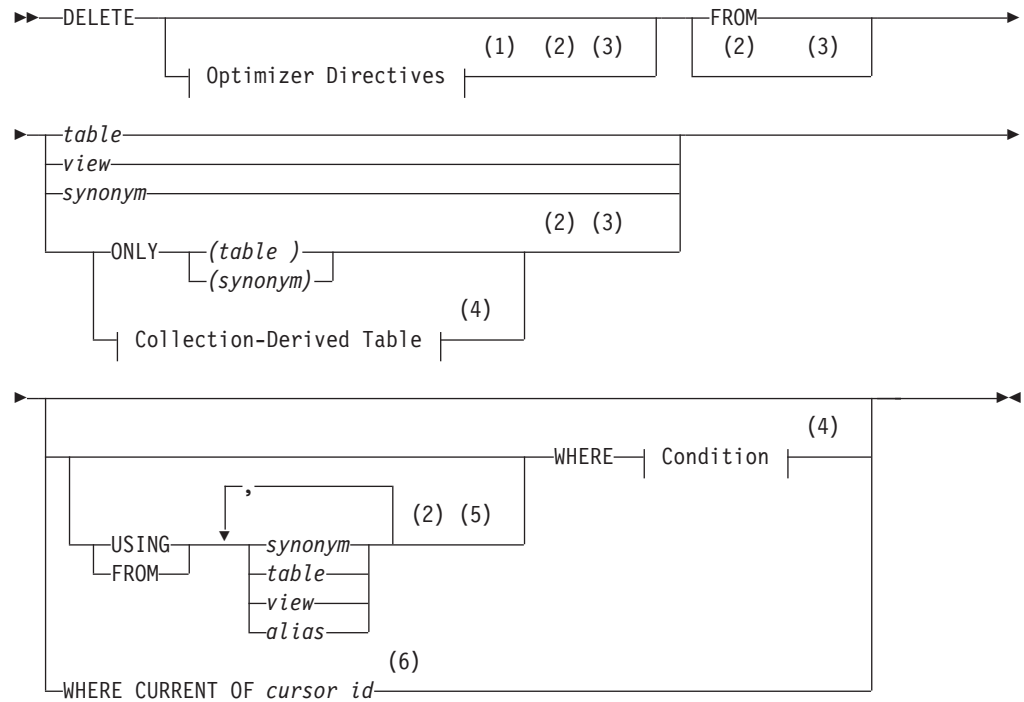 DELETE FROM
(1) (2) (3) (2) (3)
Optimizer Directives
table
view
synonym
(2) (3)
ONLY (table )
(synonym)
(4)
Collection-Derived Table
(4)
WHERE Condition
,
(2) (5)
USING synonym
FROM table
view
alias
(6)
WHERE CURRENT OF cursor id